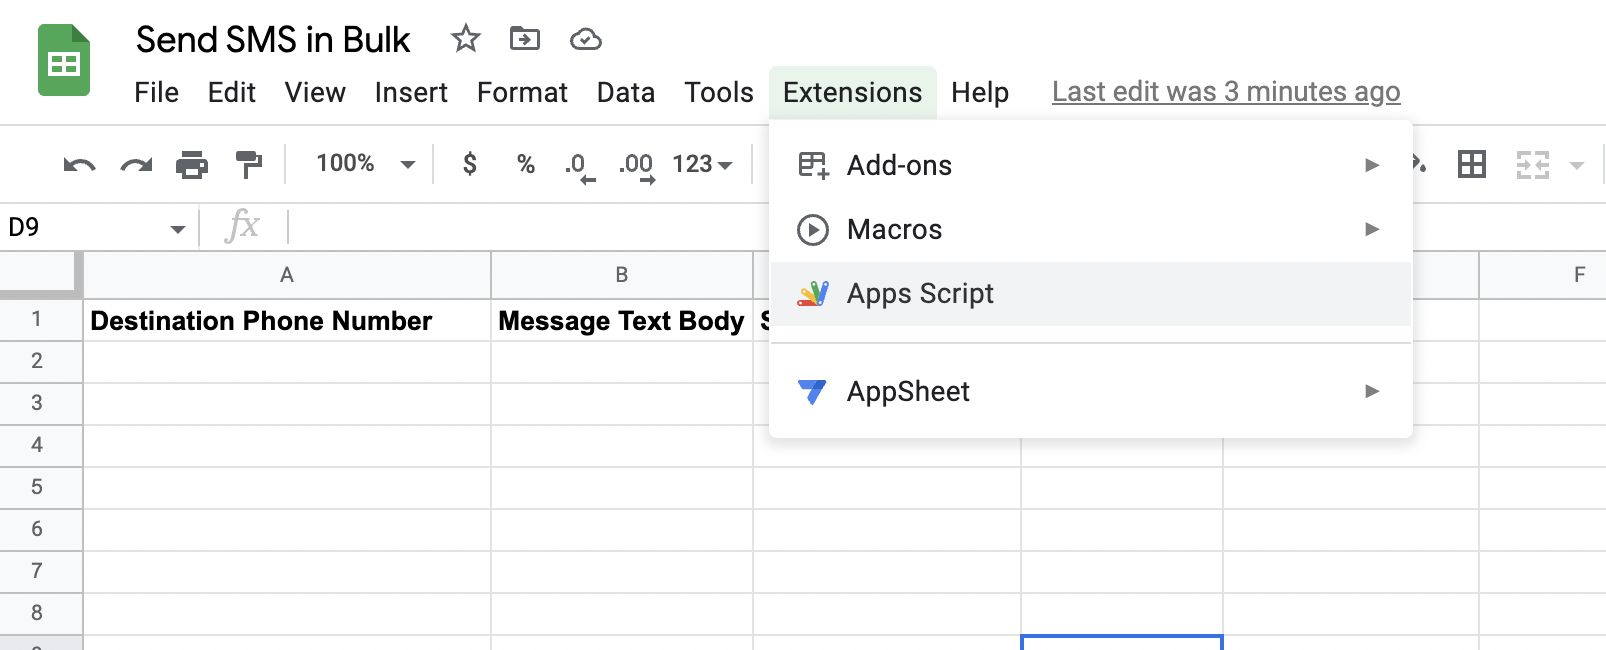 Send SMS in Bulk
File Edit View Insert Format Data Tools Extensions Help Last edit was 3 minutes ago
100% $ % .0 .00 123
Add-ons
Macros
Apps Script
AppSheet
D9 fx
A B F
1 Destination Phone Number Message Text Body S
2
3
4
5
6
7
8